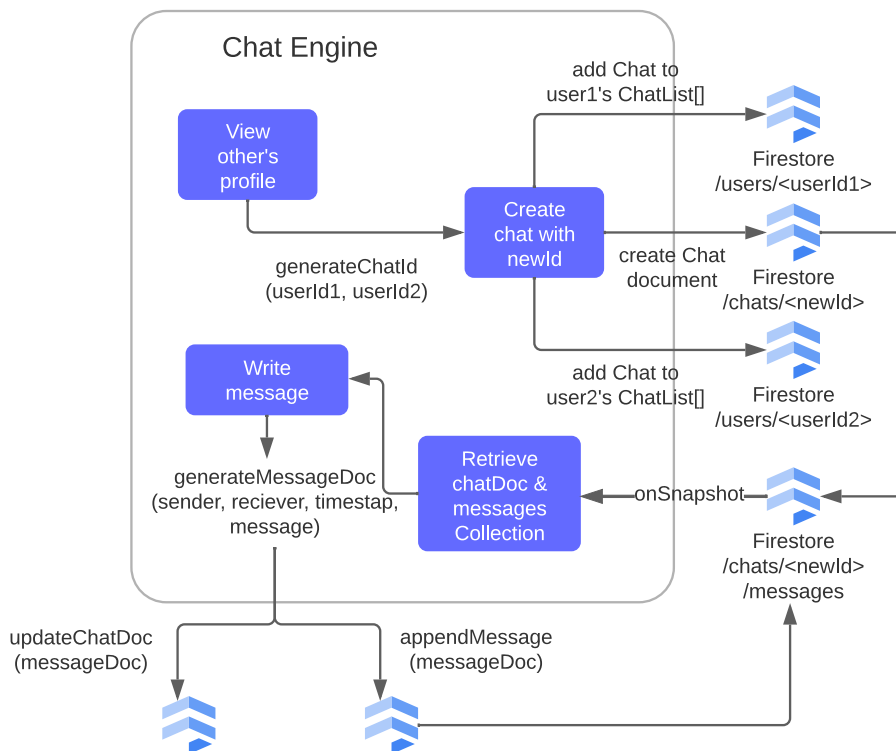 Chat Engine
add Chat to
user1's ChatList[]
View
other's
profile
Firestore
/users/<userId1>
Create
chat with
newId
generateChatId
(userId1, userId2)
create Chat
document
Firestore
/chats/<newId>
Write
message
add Chat to
user2's ChatList[]
Firestore
/users/<userId2>
Retrieve
chatDoc &
messages
Collection
generateMessageDoc
(sender, reciever, timestap,
message)
onSnapshot
Firestore
/chats/<newId>
/messages
updateChatDoc
(messageDoc)
appendMessage
(messageDoc)